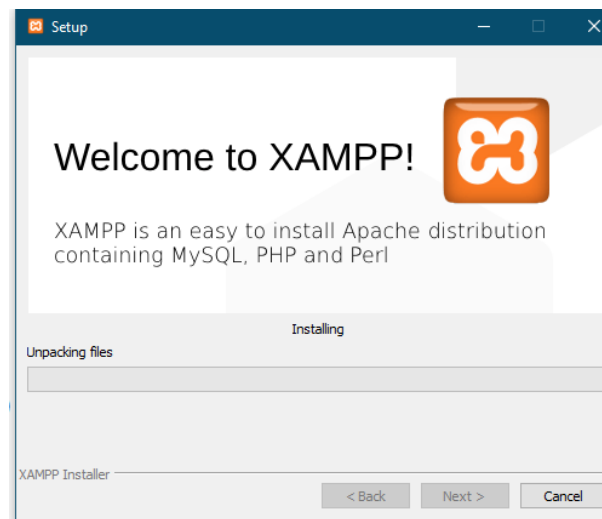 Setup
Welcome to XAMPP!
XAMPP is an easy to install Apache distribution
containing MySQL, PHP and Perl
Installing
Unpacking files
XAMPP Installer
< Back
Next >
Cancel